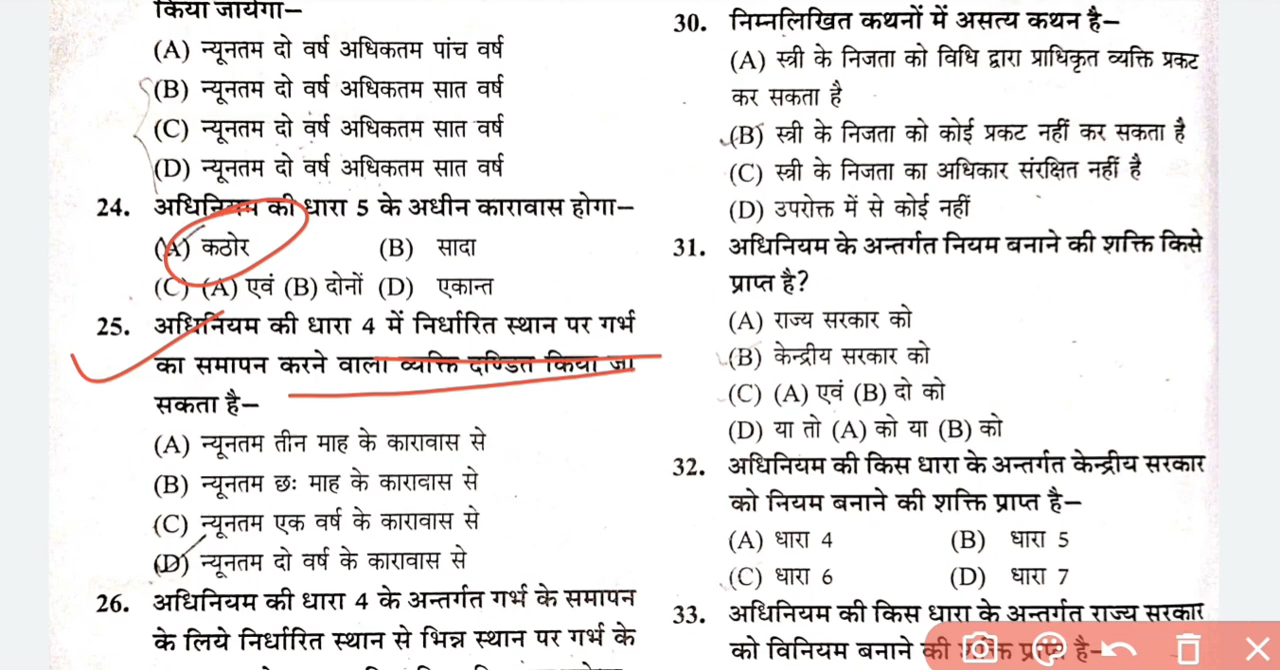 किया जायेगा–
(A) न्यूनतम दो वर्ष अधिकतम पांच वर्ष
(B) न्यूनतम दो वर्ष अधिकतम सात वर्ष
(C) न्यूनतम दो वर्ष अधिकतम सात वर्ष
(D) न्यूनतम दो वर्ष अधिकतम सात वर्ष
24. अधिनियम की धारा 5 के अधीन कारावास होगा–
(A) कठोर (B) सादा
(C) (A) एवं (B) दोनों (D) एकान्त
25. अधिनियम की धारा 4 में निर्धारित स्थान पर गर्भ
का समापन करने वाला व्यक्ति दण्डित किया जा
सकता है–
(A) न्यूनतम तीन माह के कारावास से
(B) न्यूनतम छः माह के कारावास से
(C) न्यूनतम एक वर्ष के कारावास से
(D) न्यूनतम दो वर्ष के कारावास से
26. अधिनियम की धारा 4 के अन्तर्गत गर्भ के समापन
के लिये निर्धारित स्थान से भिन्न स्थान पर गर्भ के
30. निम्नलिखित कथनों में असत्य कथन है–
(A) स्त्री के निजता को विधि द्वारा प्राधिकृत व्यक्ति प्रकट
कर सकता है
(B) स्त्री के निजता को कोई प्रकट नहीं कर सकता है
(C) स्त्री के निजता का अधिकार संरक्षित नहीं है
(D) उपरोक्त में से कोई नहीं
31. अधिनियम के अन्तर्गत नियम बनाने की शक्ति किसे
प्राप्त है?
(A) राज्य सरकार को
(B) केन्द्रीय सरकार को
(C) (A) एवं (B) दो को
(D) या तो (A) को या (B) को
32. अधिनियम की किस धारा के अन्तर्गत केन्द्रीय सरकार
को नियम बनाने की शक्ति प्राप्त है–
(A) धारा 4 (B) धारा 5
(C) धारा 6 (D) धारा 7
33. अधिनियम की किस धारा के अन्तर्गत राज्य सरकार
को विनियम बनाने की शक्ति प्राप्त है–